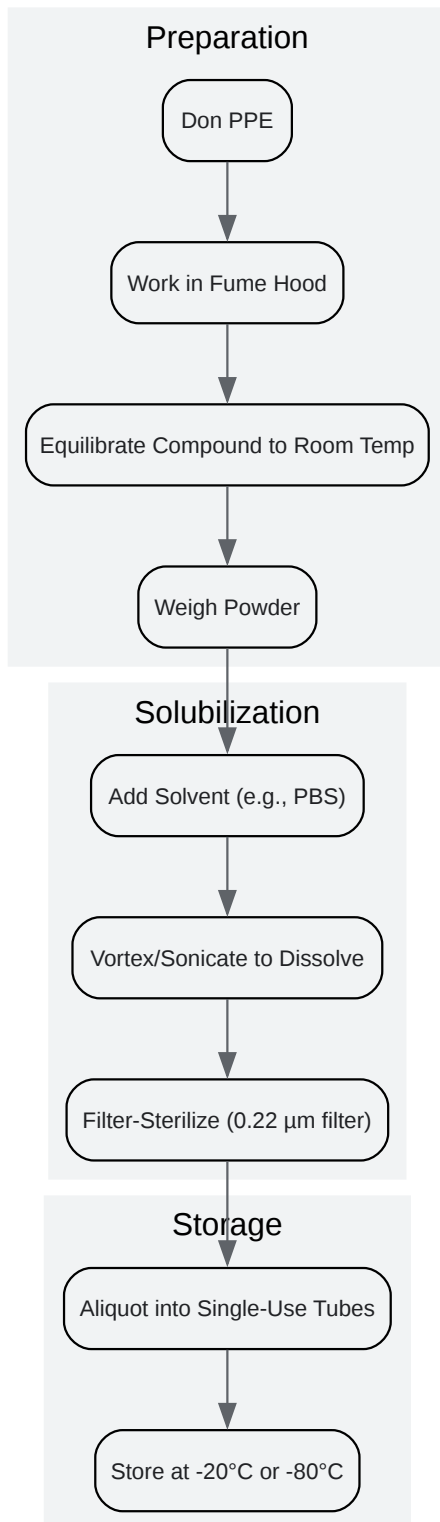 Preparation
Don PPE
Work in Fume Hood
Equilibrate Compound to Room Temp
Weigh Powder
Solubilization
Add Solvent (e.g., PBS)
Vortex/Sonicate to Dissolve
Filter-Sterilize (0.22 µm filter)
Storage
Aliquot into Single-Use Tubes
Store at -20°C or -80°C